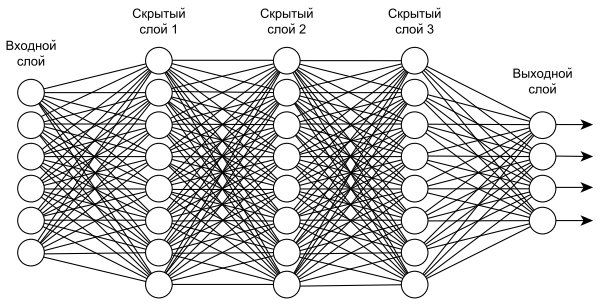 Входной
слой
Скрытый
слой 1
Скрытый
слой 2
Скрытый
слой 3
Выходной
слой